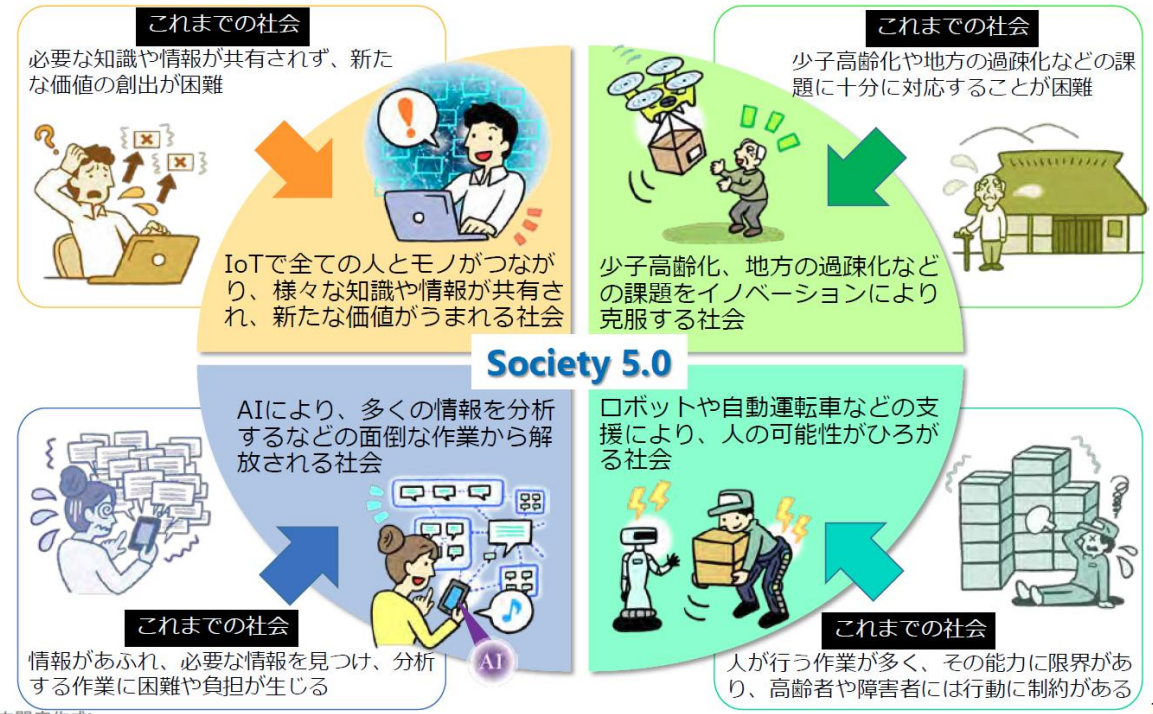 これまでの社会
必要な知識や情報が共有されず、新た
な価値の創出が困難
IoTで全ての人とモノがつなが
り、様々な知識や情報が共有さ
れ、新たな価値がうまれる社会
これまでの社会
少子高齢化や地方の過疎化などの課
題に十分に対応することが困難
少子高齢化、地方の過疎化など
の課題をイノベーションにより
克服する社会
Society 5.0
AIにより、多くの情報を分析
するなどの面倒な作業から解
放される社会
AI
これまでの社会
情報があふれ、必要な情報を見つけ、分析
する作業に困難や負担が生じる
ロボットや自動運転車などの支
援により、人の可能性がひろが
る社会
これまでの社会
人が行う作業が多く、その能力に限界があ
り、高齢者や障害者には行動に制約がある